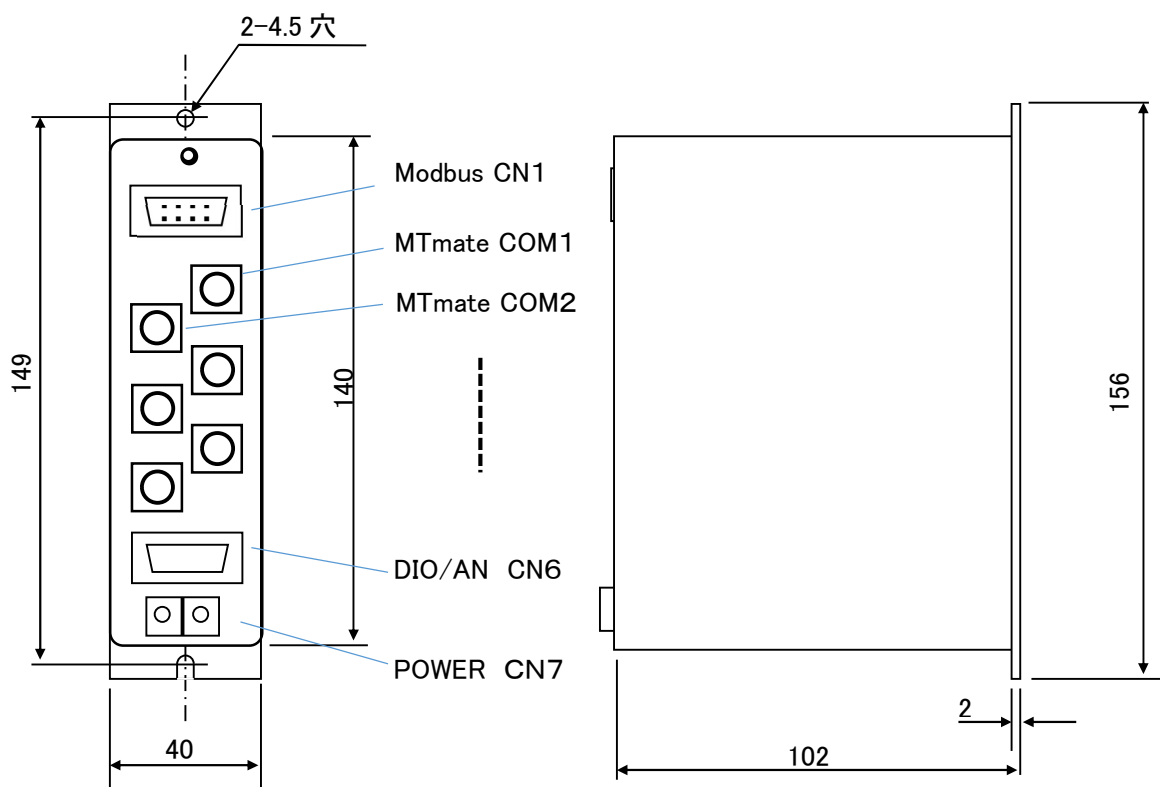 2-4.5 穴
Modbus CN1
MTmate COM1
MTmate COM2
149
140
156
DIO/AN CN6
POWER CN7
2
40
102